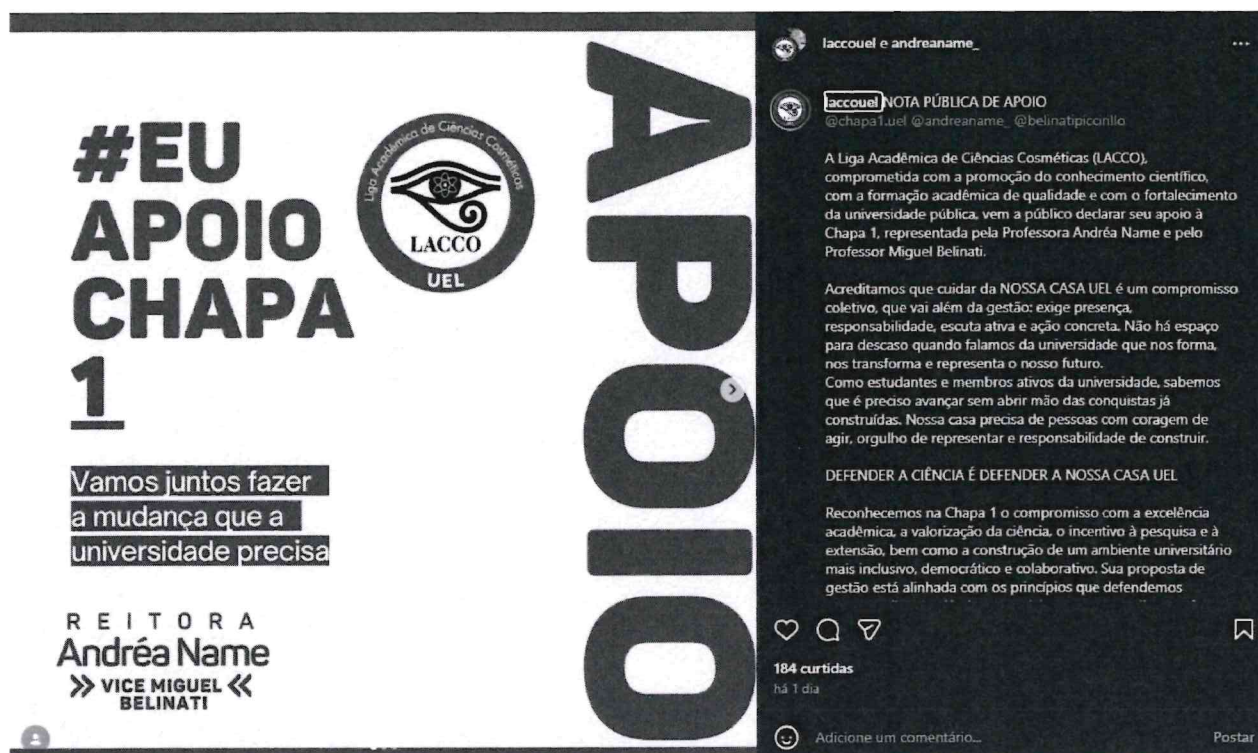 #EU
APOIO
CHAPA
1
Liga Acadêmica de Ciências Cosméticas
LACCO
UEL
APOIO
Vamos juntos fazer
a mudança que a
universidade precisa
REITORA
Andréa Name
>> VICE MIGUEL <<
BELINATI
laccouel e andreaname_
laccouel NOTA PÚBLICA DE APOIO
@chapa1.uel @andreaname_ @belinatipiccirillo
A Liga Acadêmica de Ciências Cosméticas (LACCO),
comprometida com a promoção do conhecimento científico,
com a formação acadêmica de qualidade e com o fortalecimento
da universidade pública, vem a público declarar seu apoio à
Chapa 1, representada pela Professora Andréa Name e pelo
Professor Miguel Belinati.
Acreditamos que cuidar da NOSSA CASA UEL é um compromisso
coletivo, que vai além da gestão: exige presença,
responsabilidade, escuta ativa e ação concreta. Não há espaço
para descaso quando falamos da universidade que nos forma,
nos transforma e representa o nosso futuro.
Como estudantes e membros ativos da universidade, sabemos
que é preciso avançar sem abrir mão das conquistas já
construídas. Nossa casa precisa de pessoas com coragem de
agir, orgulho de representar e responsabilidade de construir.
DEFENDER A CIÊNCIA É DEFENDER A NOSSA CASA UEL
Reconhecemos na Chapa 1 o compromisso com a excelência
acadêmica, a valorização da ciência, o incentivo à pesquisa e à
extensão, bem como a construção de um ambiente universitário
mais inclusivo, democrático e colaborativo. Sua proposta de
gestão está alinhada com os princípios que defendemos
184 curtidas
há 1 dia
Adicione um comentário...
Postar